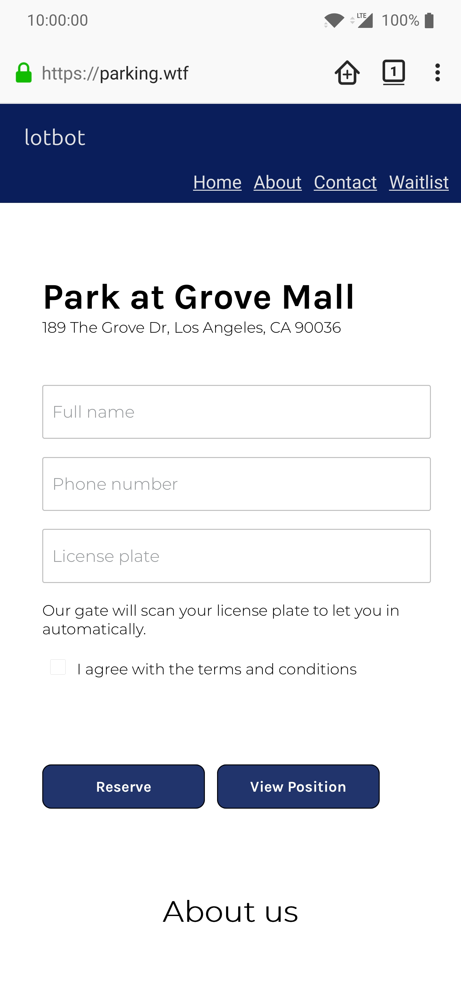 10:00:00 LTE 100%
https://parking.wtf 1
lotbot
Home About Contact Waitlist
Park at Grove Mall
189 The Grove Dr, Los Angeles, CA 90036
Full name
Phone number
License plate
Our gate will scan your license plate to let you in
automatically.
I agree with the terms and conditions
Reserve View Position
About us